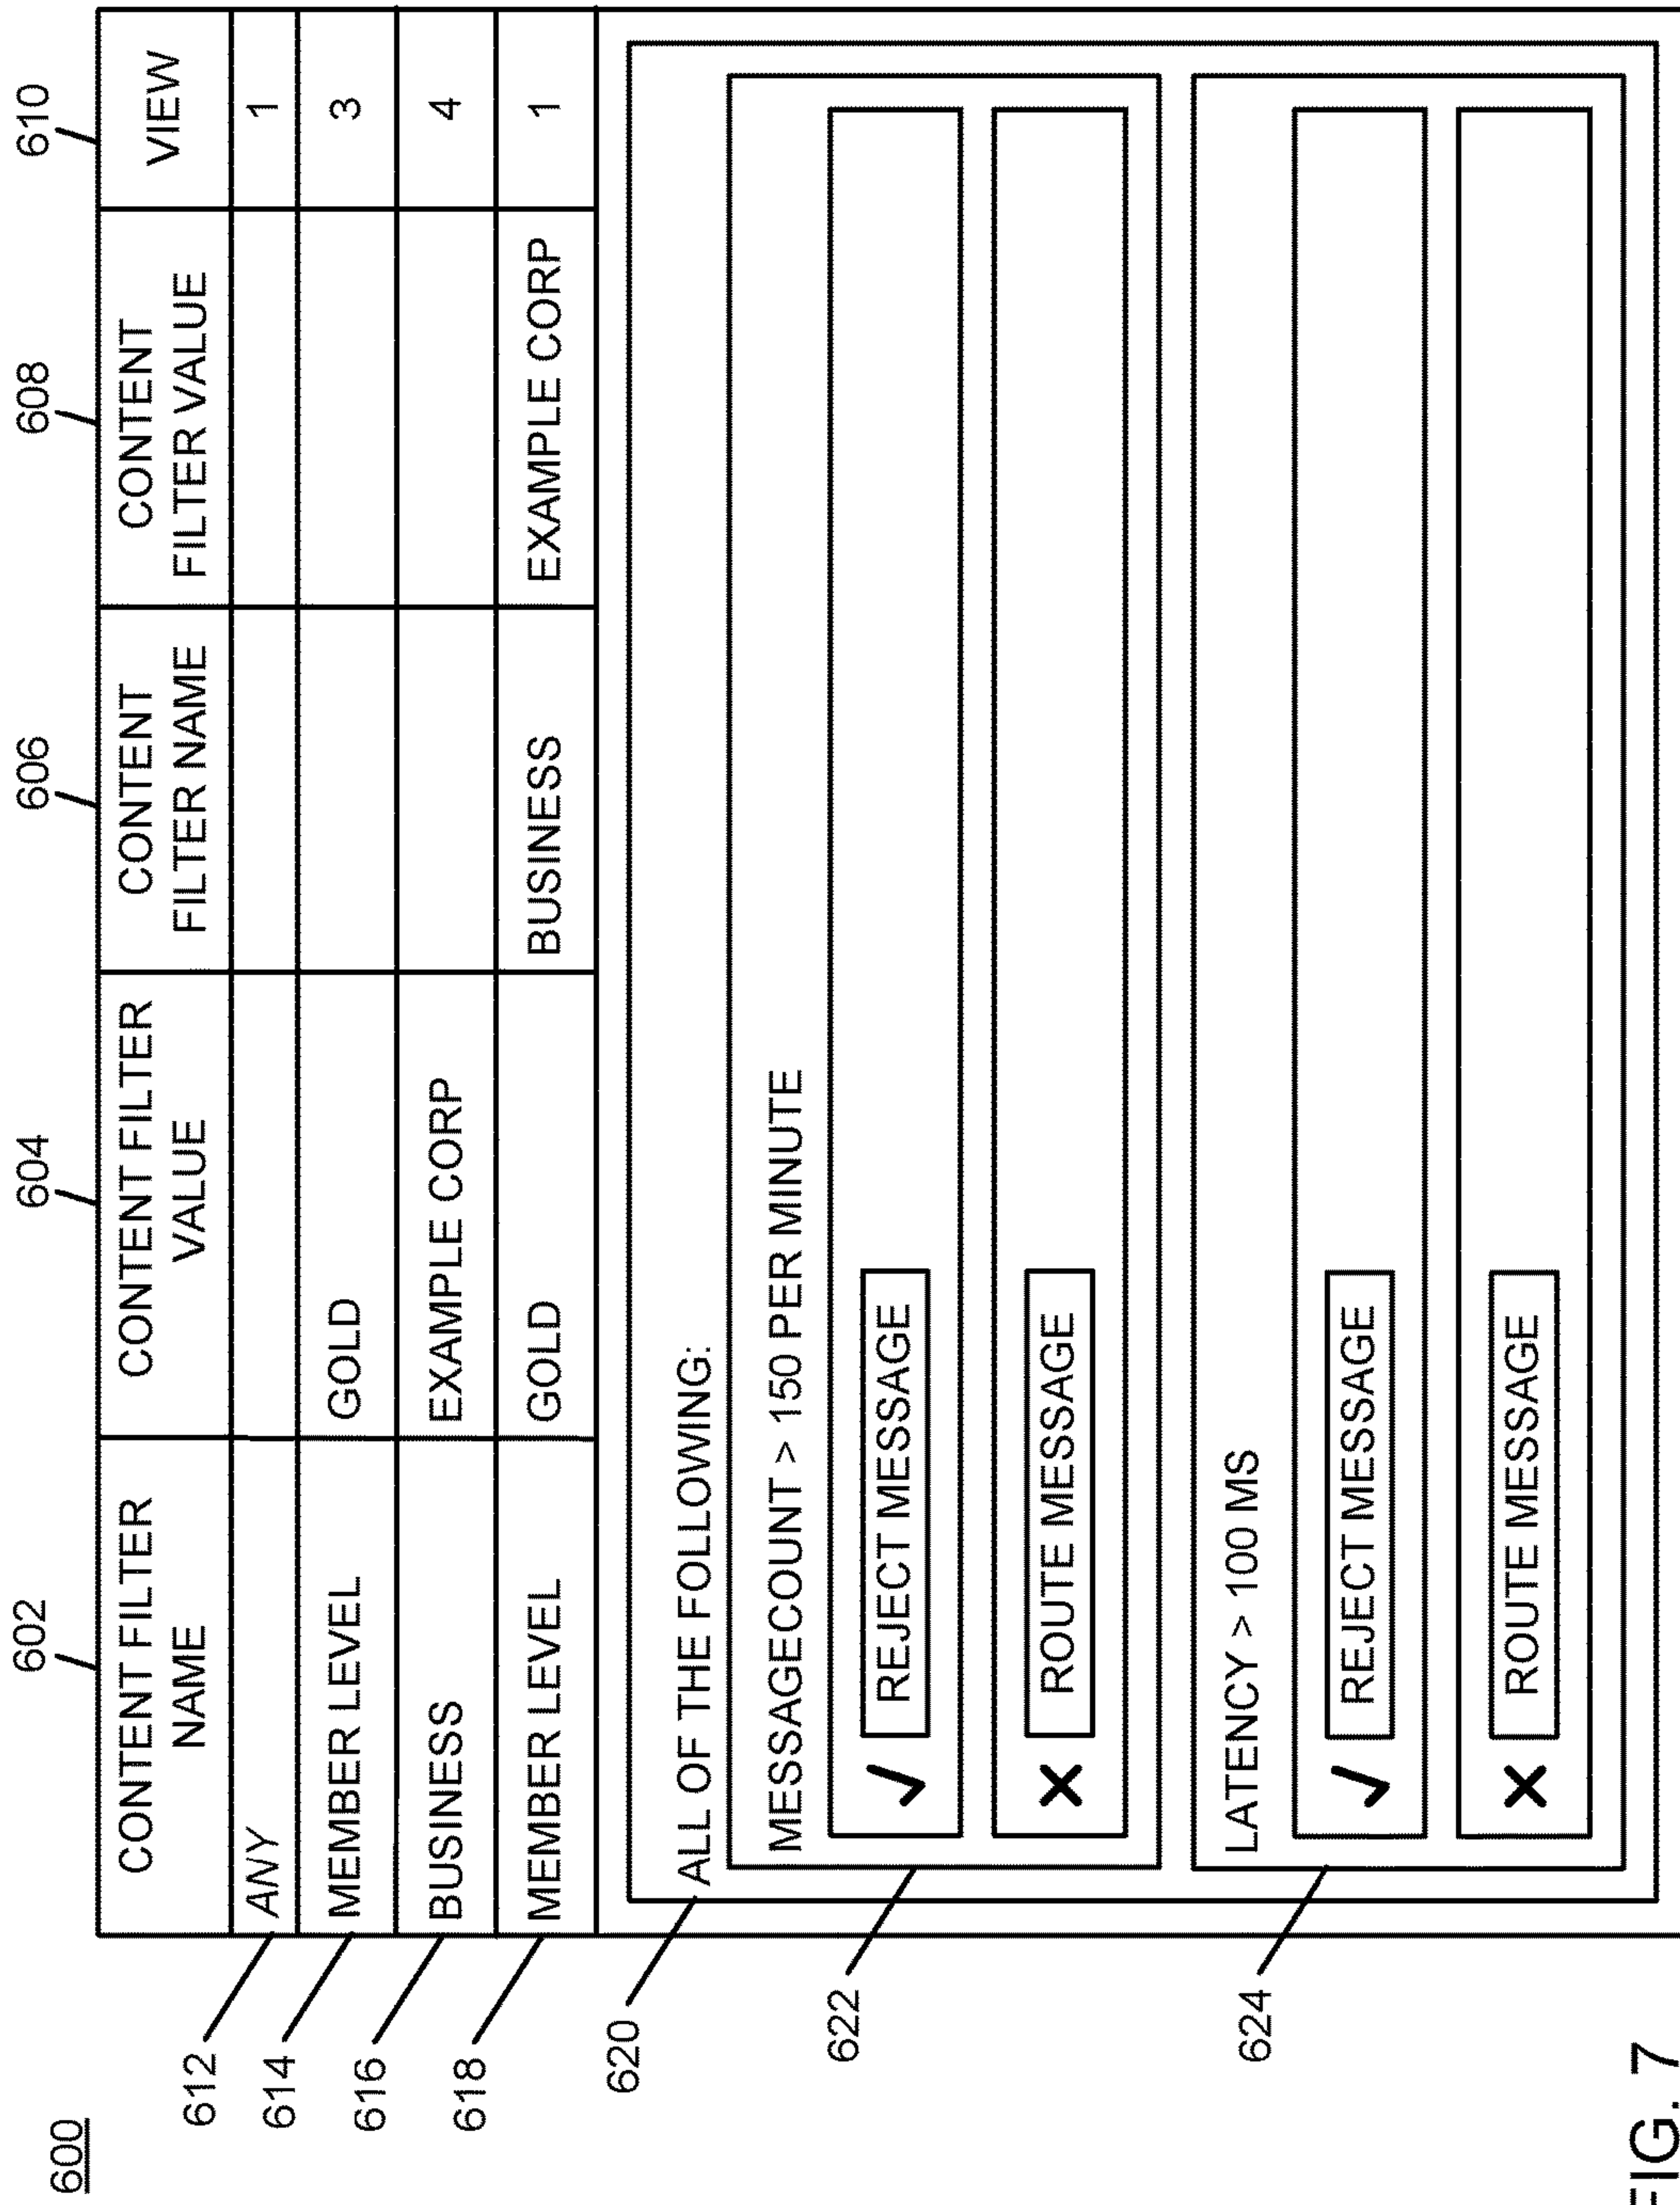 600
602 604 606 608 610
CONTENT FILTER NAME CONTENT FILTER VALUE CONTENT FILTER NAME CONTENT FILTER VALUE VIEW
612 ANY 1
614 MEMBER LEVEL GOLD 3
616 BUSINESS EXAMPLE CORP 4
618 MEMBER LEVEL GOLD BUSINESS EXAMPLE CORP 1
620 ALL OF THE FOLLOWING:
622 MESSAGECOUNT > 150 PER MINUTE
✓ REJECT MESSAGE
✕ ROUTE MESSAGE
624 LATENCY > 100 MS
✓ REJECT MESSAGE
✕ ROUTE MESSAGE
FIG. 7